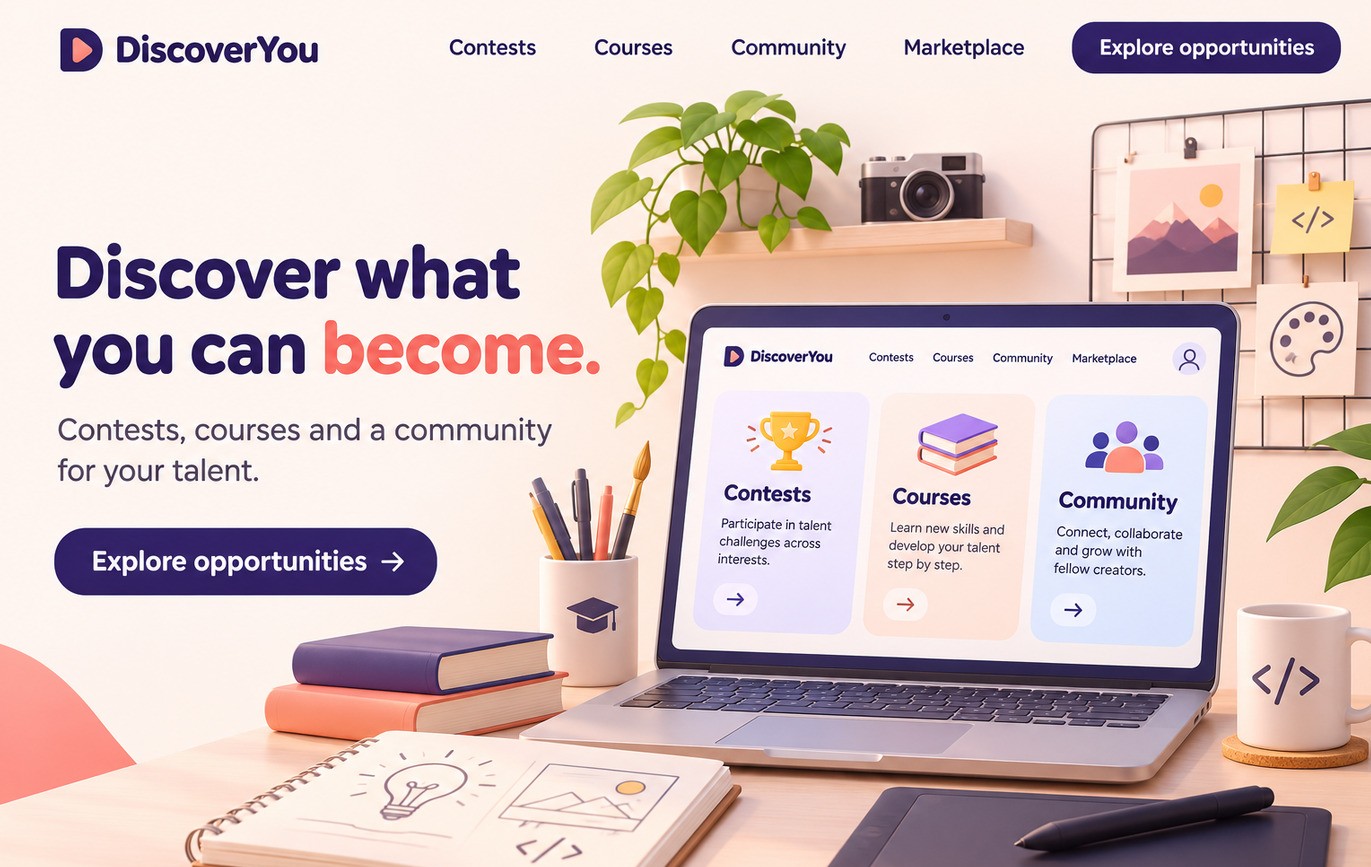 DiscoverYou
Contests
Courses
Community
Marketplace
Explore opportunities
Discover what
you can become.
Contests, courses and a community
for your talent.
Explore opportunities →
DiscoverYou
Contests
Courses
Community
Marketplace
Contests
Participate in talent
challenges across
interests.
→
Courses
Learn new skills and
develop your talent
step by step.
→
Community
Connect, collaborate
and grow with
fellow creators.
→
</>
</>
</>